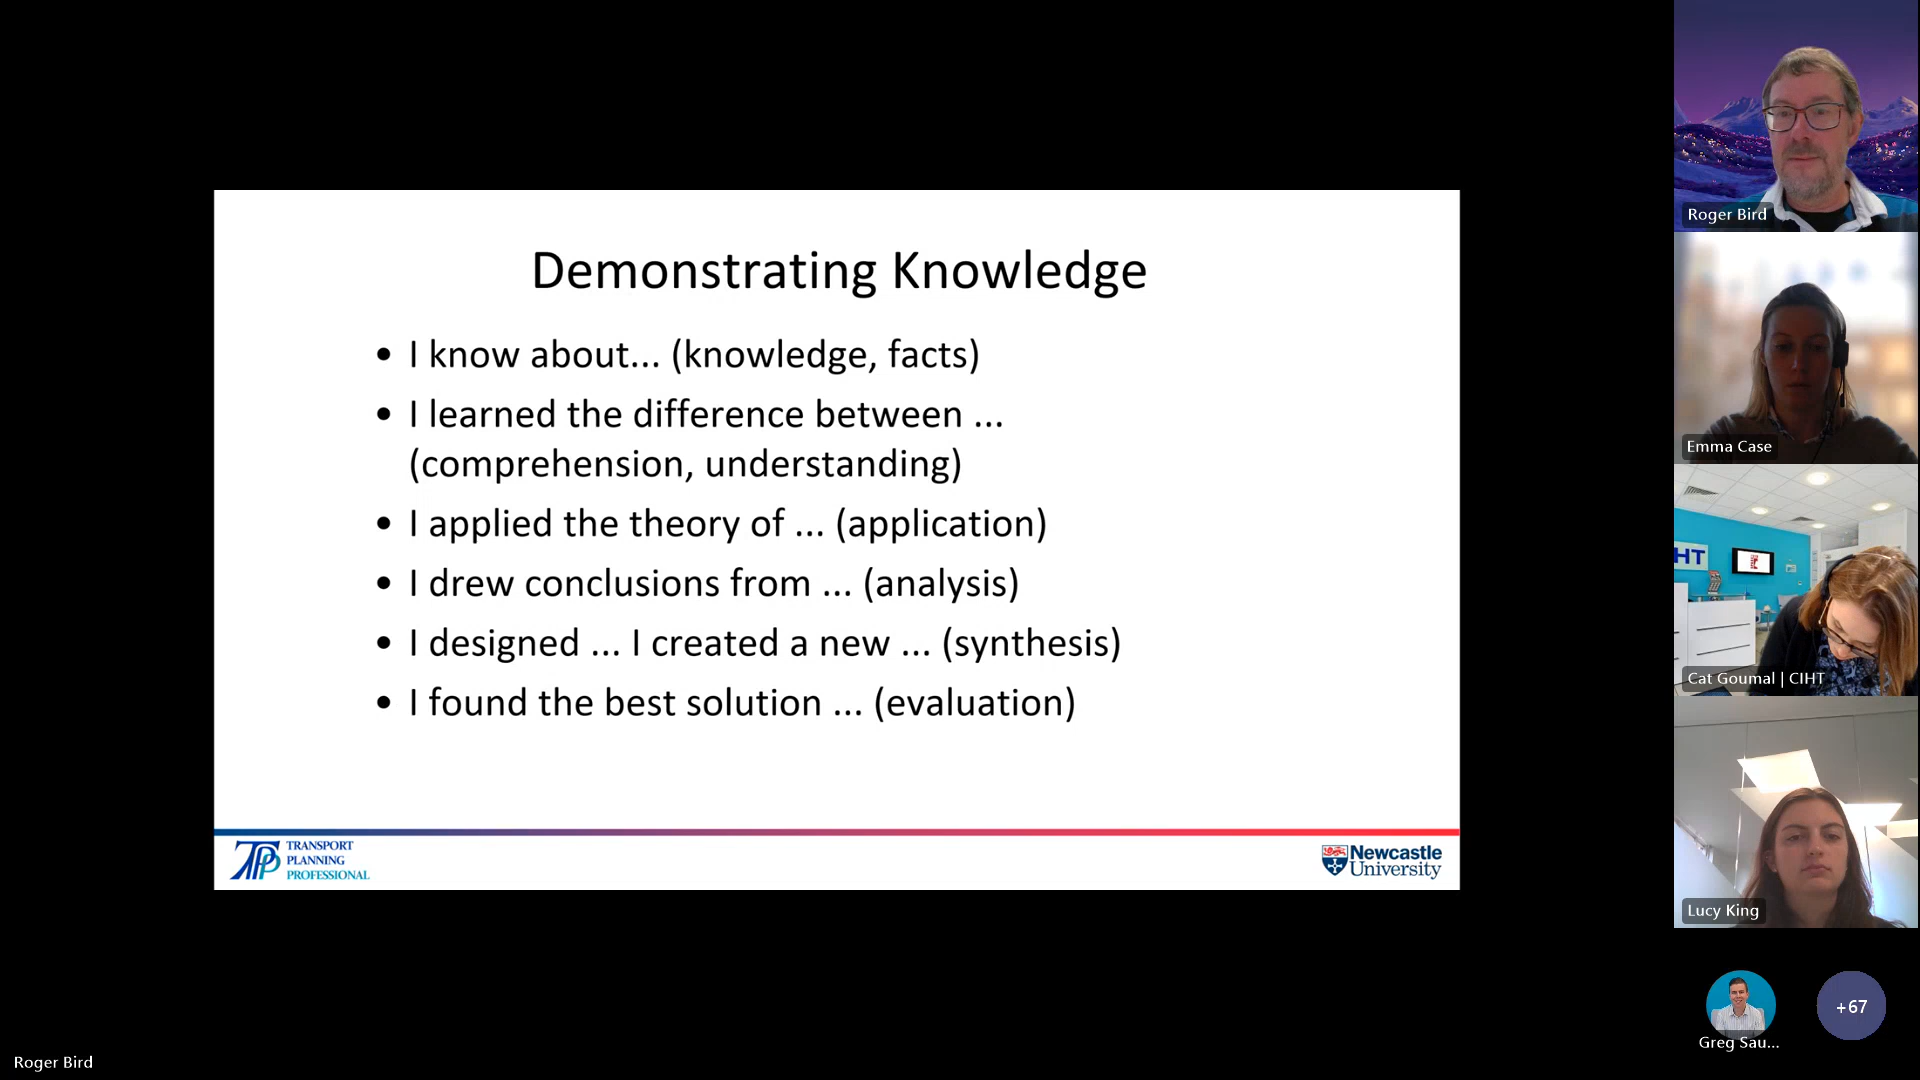 Demonstrating Knowledge
• I know about... (knowledge, facts)
• I learned the difference between ...
(comprehension, understanding)
• I applied the theory of ... (application)
• I drew conclusions from ... (analysis)
• I designed ... I created a new ... (synthesis)
• I found the best solution ... (evaluation)
TPP
TRANSPORT
PLANNING
PROFESSIONAL
Newcastle
University
Roger Bird
Emma Case
HT
Cat Goumal | CIHT
Lucy King
+67
Greg Sau...
Roger Bird